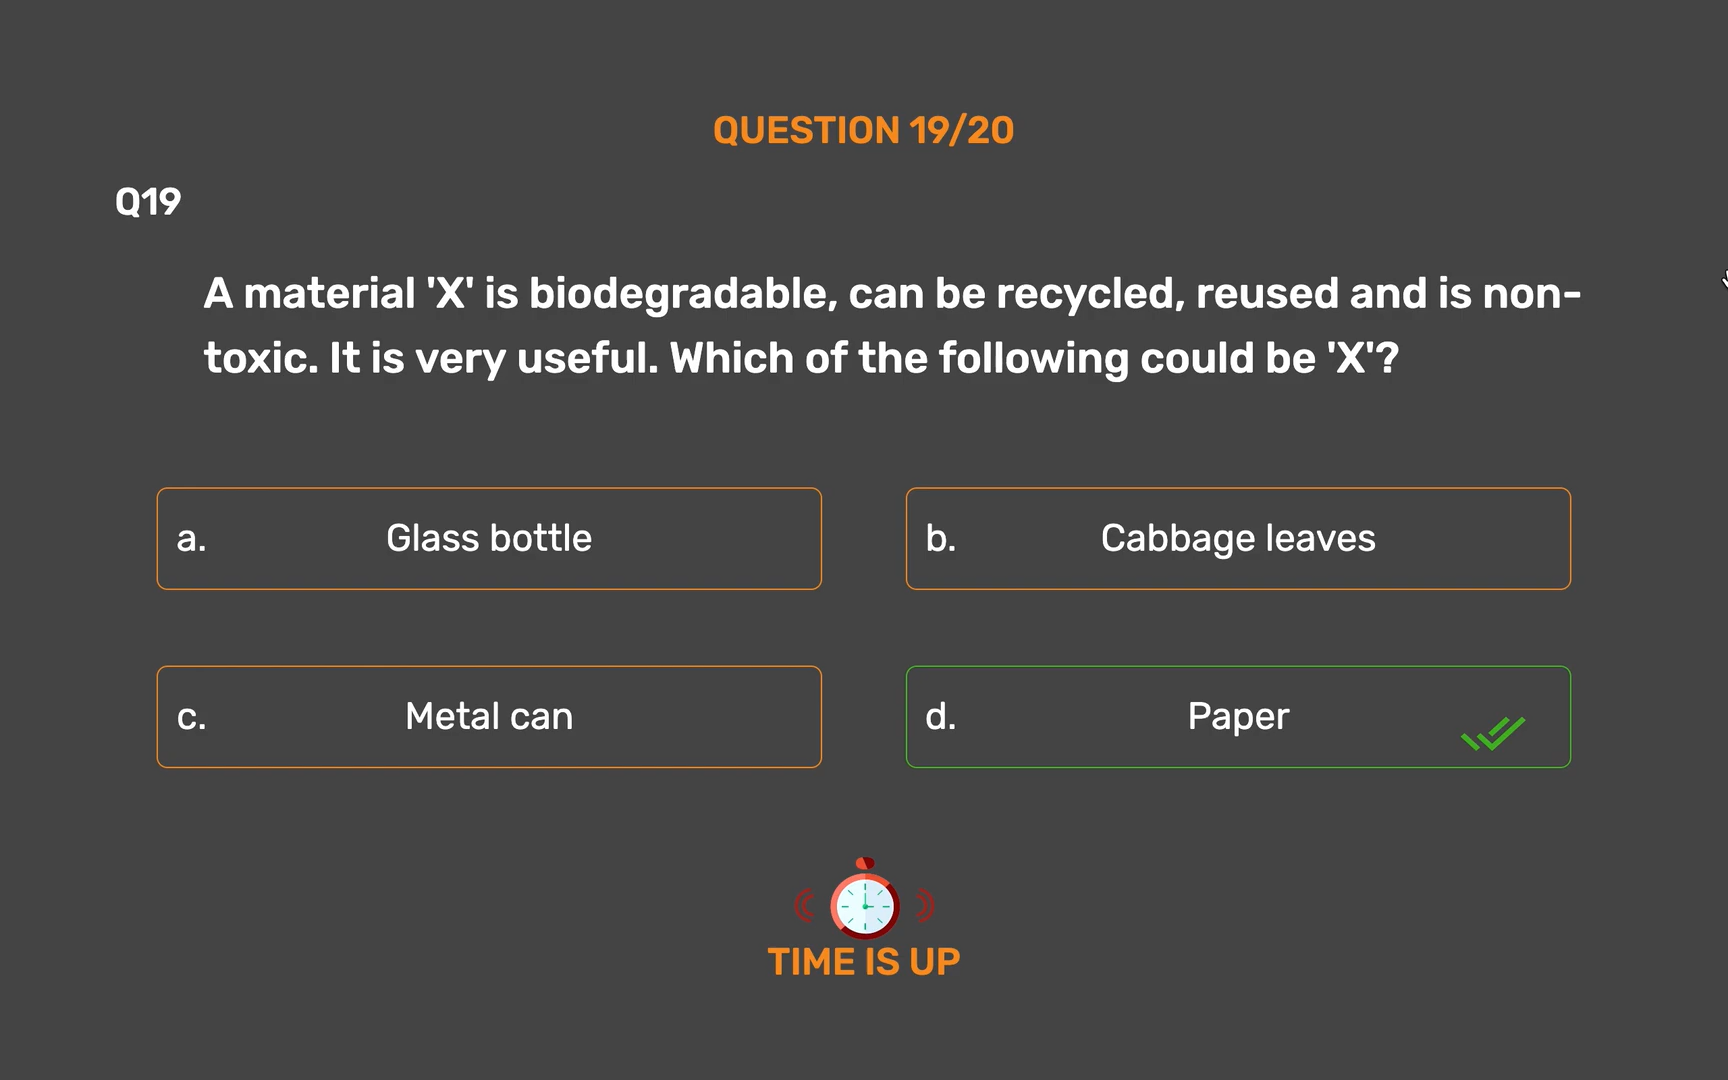 QUESTION 19/20
Q19
A material 'X' is biodegradable, can be recycled, reused and is non-
toxic. It is very useful. Which of the following could be 'X'?
a. Glass bottle
b. Cabbage leaves
c. Metal can
d. Paper
TIME IS UP